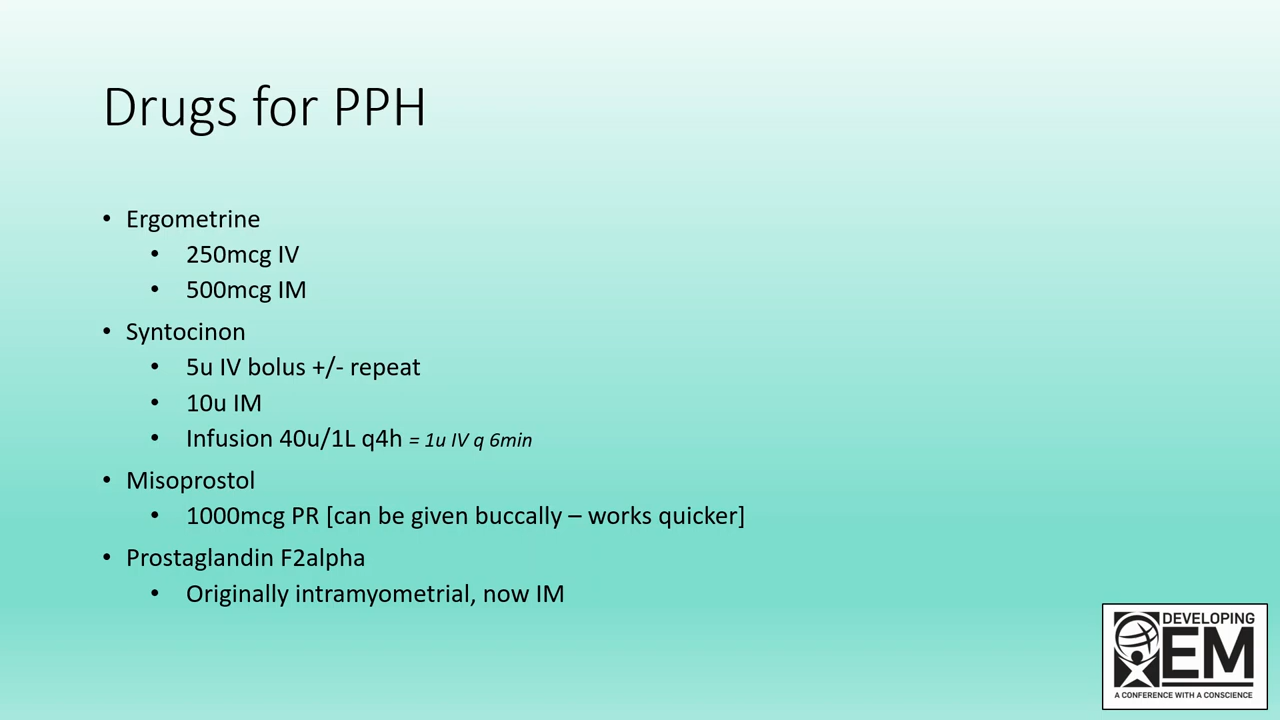 Drugs for PPH
• Ergometrine
• 250mcg IV
• 500mcg IM
• Syntocinon
• 5u IV bolus +/- repeat
• 10u IM
• Infusion 40u/1L q4h = 1u IV q 6min
• Misoprostol
• 1000mcg PR [can be given buccally – works quicker]
• Prostaglandin F2alpha
• Originally intramyometrial, now IM
DEVELOPING
EM
A CONFERENCE WITH A CONSCIENCE